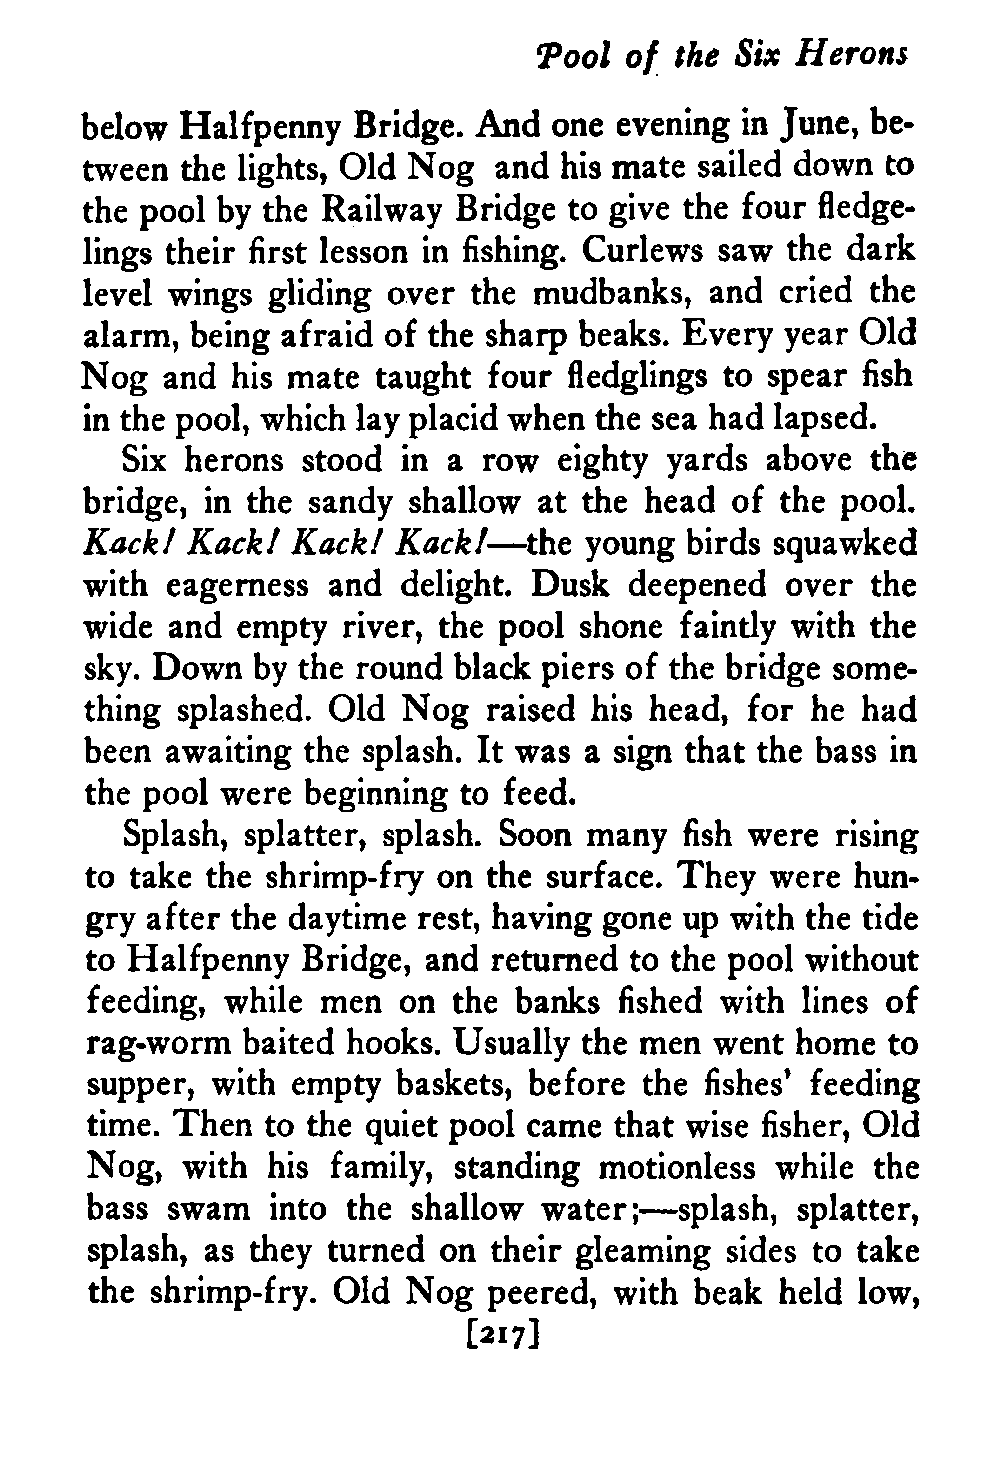 Pool of the Six Herons
below Halfpenny Bridge. And one evening in June, be-
tween the lights, Old Nog and his mate sailed down to
the pool by the Railway Bridge to give the four fledge-
lings their first lesson in fishing. Curlews saw the dark
level wings gliding over the mudbanks, and cried the
alarm, being afraid of the sharp beaks. Every year Old
Nog and his mate taught four fledglings to spear fish
in the pool, which lay placid when the sea had lapsed.
Six herons stood in a row eighty yards above the
bridge, in the sandy shallow at the head of the pool.
Kack! Kack! Kack! Kack!—the young birds squawked
with eagerness and delight. Dusk deepened over the
wide and empty river, the pool shone faintly with the
sky. Down by the round black piers of the bridge some-
thing splashed. Old Nog raised his head, for he had
been awaiting the splash. It was a sign that the bass in
the pool were beginning to feed.
Splash, splatter, splash. Soon many fish were rising
to take the shrimp-fry on the surface. They were hun-
gry after the daytime rest, having gone up with the tide
to Halfpenny Bridge, and returned to the pool without
feeding, while men on the banks fished with lines of
rag-worm baited hooks. Usually the men went home to
supper, with empty baskets, before the fishes' feeding
time. Then to the quiet pool came that wise fisher, Old
Nog, with his family, standing motionless while the
bass swam into the shallow water;—splash, splatter,
splash, as they turned on their gleaming sides to take
the shrimp-fry. Old Nog peered, with beak held low,
[217]